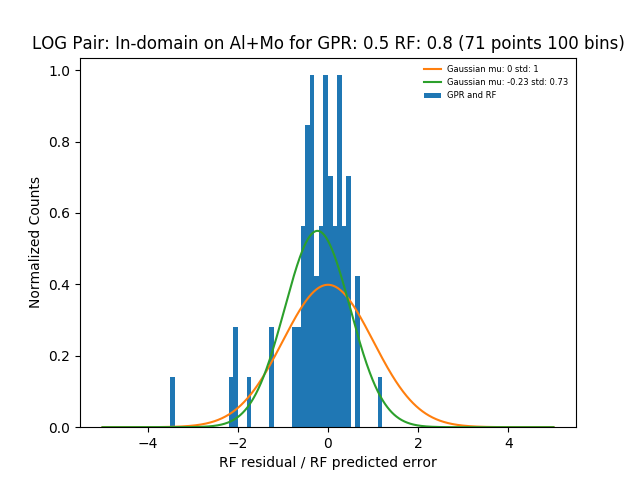 LOG Pair: In-domain on Al+Mo for GPR: 0.5 RF: 0.8 (71 points 100 bins)
Gaussian mu: 0 std: 1
Gaussian mu: -0.23 std: 0.73
GPR and RF
Normalized Counts
1.0
0.8
0.6
0.4
0.2
0.0
−4 −2 0 2 4
RF residual / RF predicted error